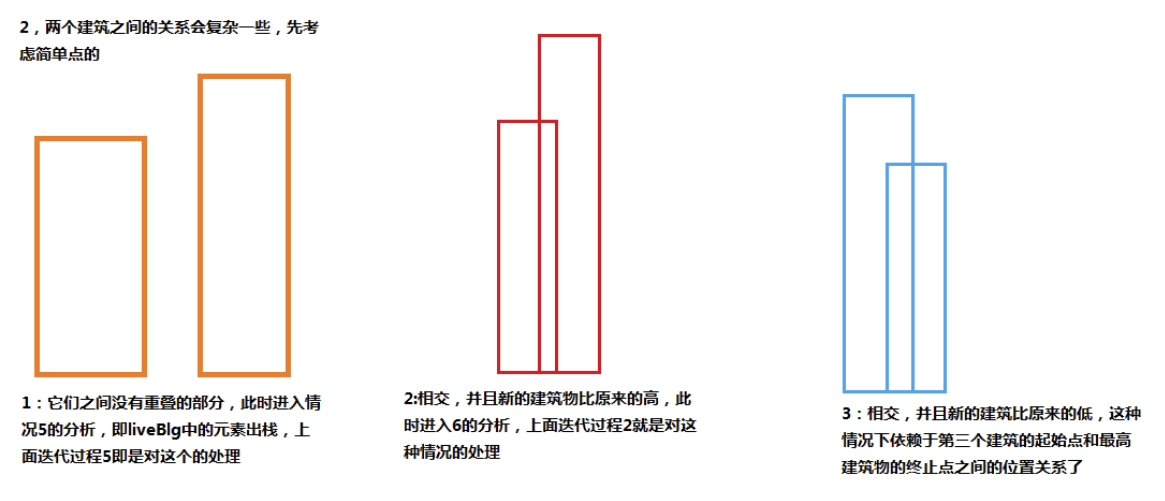 2，两个建筑之间的关系会复杂一些，先考
虑简单点的
1：它们之间没有重叠的部分，此时进入情
况5的分析，即liveBlg中的元素出栈，上
面迭代过程5即是对这个的处理
2:相交，并且新的建筑物比原来的高，此
时进入6的分析，上面迭代过程2就是对这
种情况的处理
3：相交，并且新的建筑比原来的低，这种
情况下依赖于第三个建筑的起始点和最高
建筑物的终止点之间的位置关系了